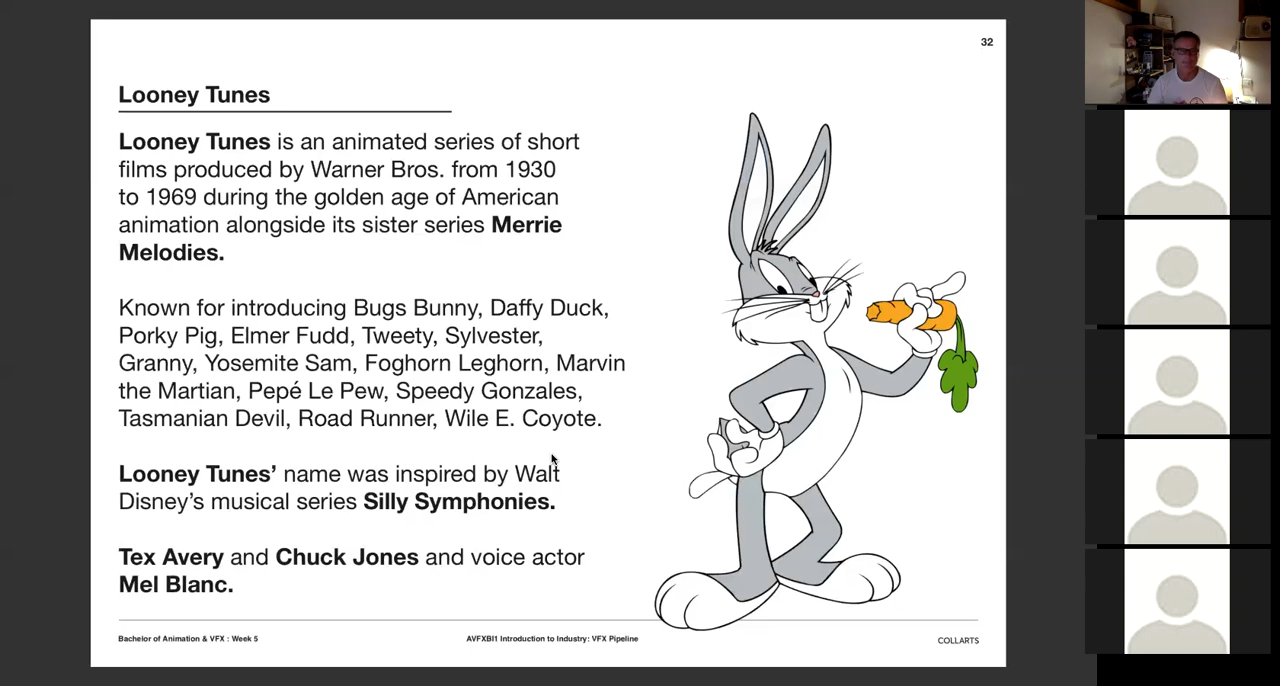 32
Looney Tunes
Looney Tunes is an animated series of short
films produced by Warner Bros. from 1930
to 1969 during the golden age of American
animation alongside its sister series Merrie
Melodies.
Known for introducing Bugs Bunny, Daffy Duck,
Porky Pig, Elmer Fudd, Tweety, Sylvester,
Granny, Yosemite Sam, Foghorn Leghorn, Marvin
the Martian, Pepé Le Pew, Speedy Gonzales,
Tasmanian Devil, Road Runner, Wile E. Coyote.
Looney Tunes’ name was inspired by Walt
Disney’s musical series Silly Symphonies.
Tex Avery and Chuck Jones and voice actor
Mel Blanc.
Bachelor of Animation & VFX : Week 5
AVFXBI1 Introduction to Industry: VFX Pipeline
COLLARTS